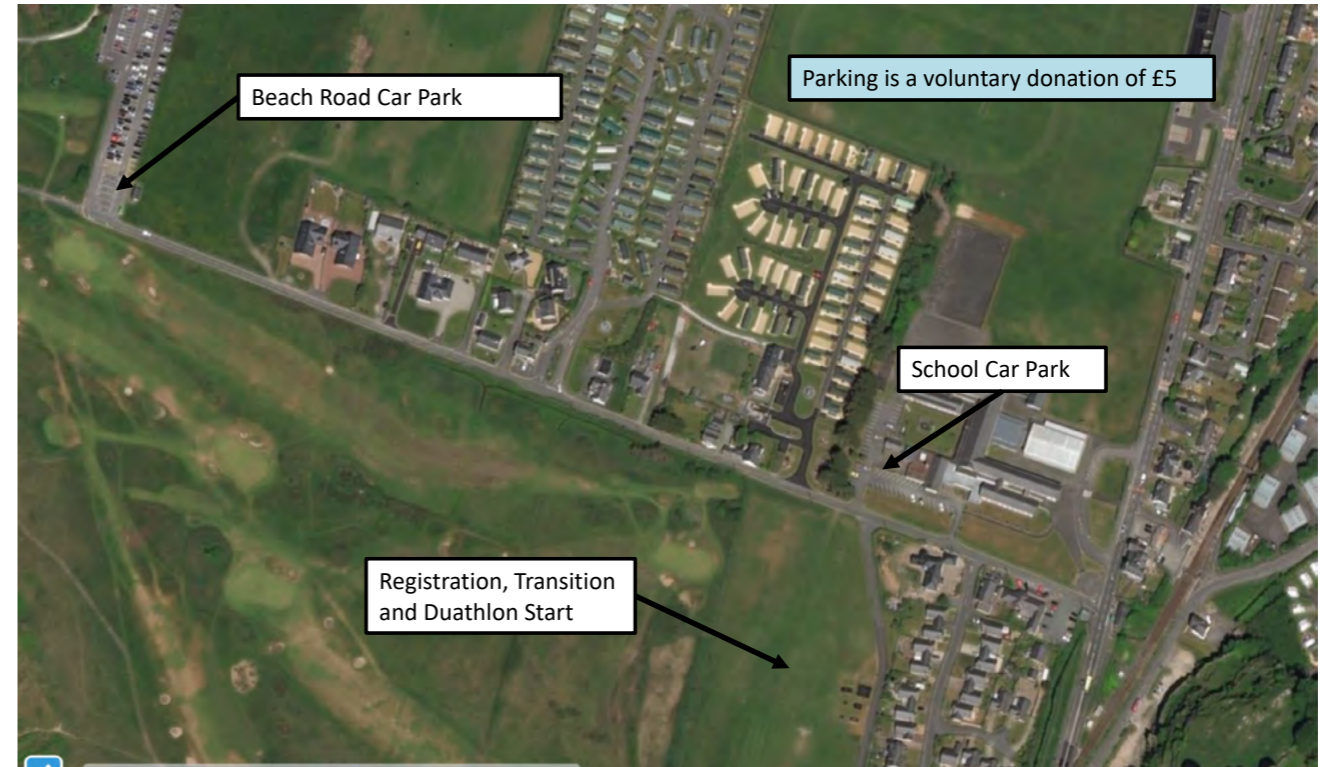 Parking is a voluntary donation of £5
Beach Road Car Park
School Car Park
Registration, Transition
and Duathlon Start